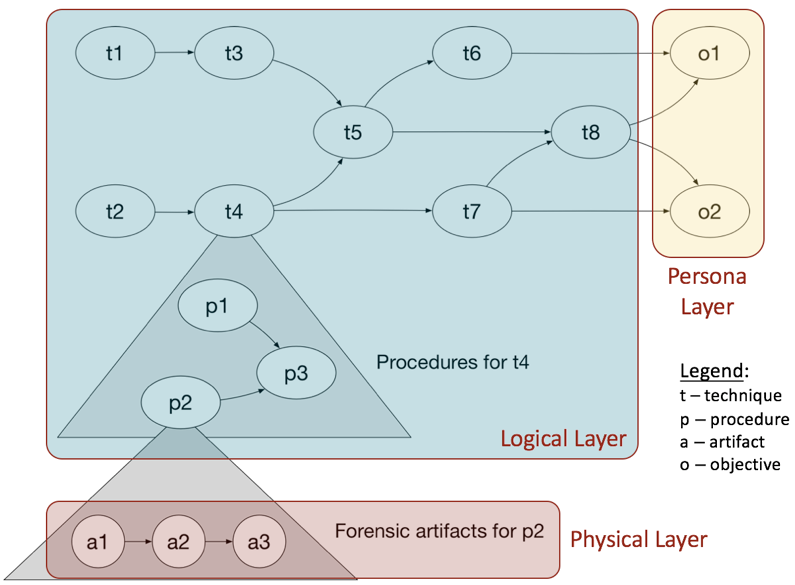 t1
t3
t6
o1
t5
t8
t2
t4
t7
o2
Persona
Layer
p1
Procedures for t4
p3
p2
Legend:
t – technique
p – procedure
a – artifact
o – objective
Logical Layer
a1
a2
a3
Forensic artifacts for p2
Physical Layer